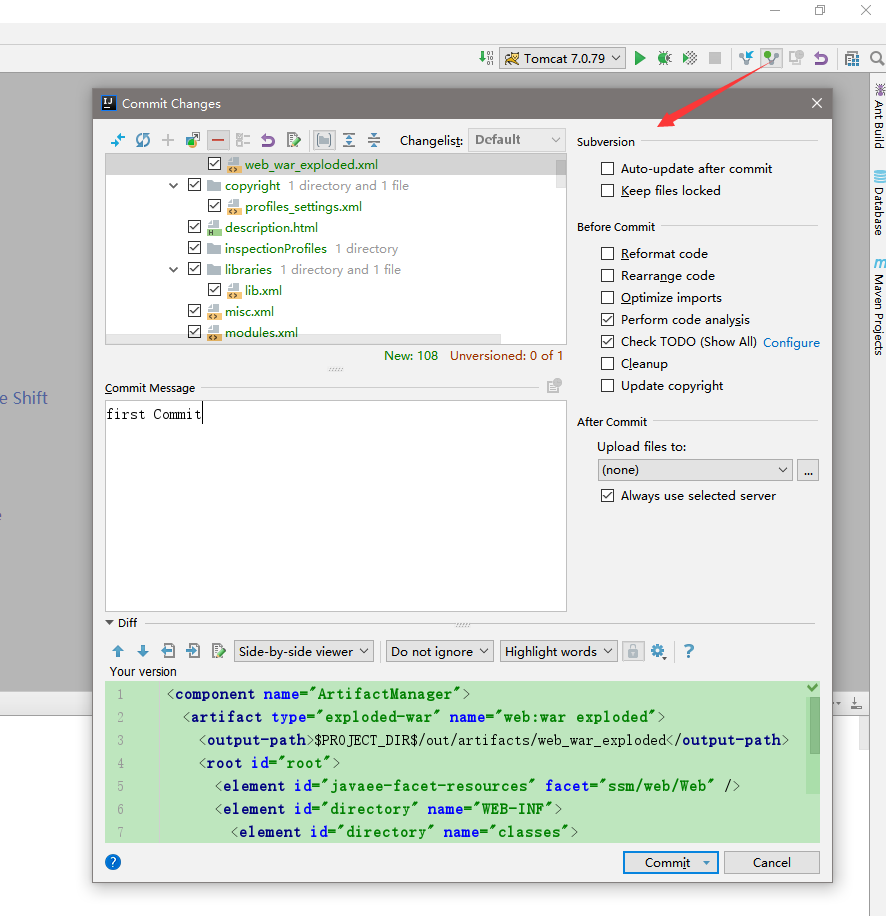 Tomcat 7.0.79
Commit Changes
Changelist: Default
web_war_exploded.xml
copyright 1 directory and 1 file
profiles_settings.xml
description.html
inspectionProfiles 1 directory
libraries 1 directory and 1 file
lib.xml
misc.xml
modules.xml
New: 108 Unversioned: 0 of 1
Commit Message
first Commit
Subversion
Auto-update after commit
Keep files locked
Before Commit
Reformat code
Rearrange code
Optimize imports
Perform code analysis
Check TODO (Show All) Configure
Cleanup
Update copyright
After Commit
Upload files to:
(none) ...
Always use selected server
Diff
Side-by-side viewer Do not ignore Highlight words ?
Your version
1 <component name="ArtifactManager">
2 <artifact type="exploded-war" name="web:war exploded">
3 <output-path>$PROJECT_DIR$/out/artifacts/web_war_exploded</output-path>
4 <root id="root">
5 <element id="javaee-facet-resources" facet="ssm/web/Web" />
6 <element id="directory" name="WEB-INF">
7 <element id="directory" name="classes">
? Commit Cancel
e Shift
Ant Build
Database
Maven Projects